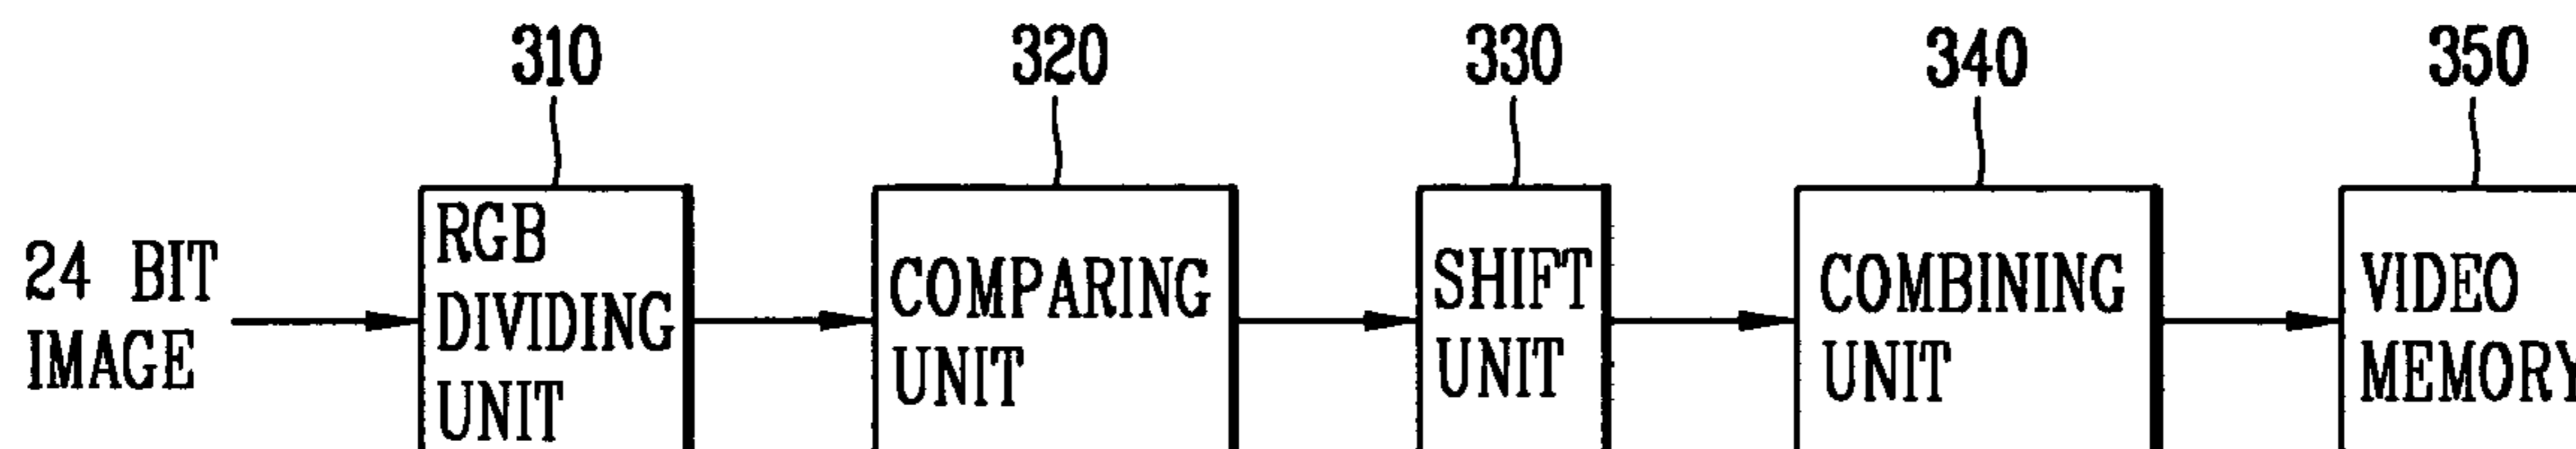 310
320
330
340
350
24 BIT
IMAGE
RGB
DIVIDING
UNIT
COMPARING
UNIT
SHIFT
UNIT
COMBINING
UNIT
VIDEO
MEMORY